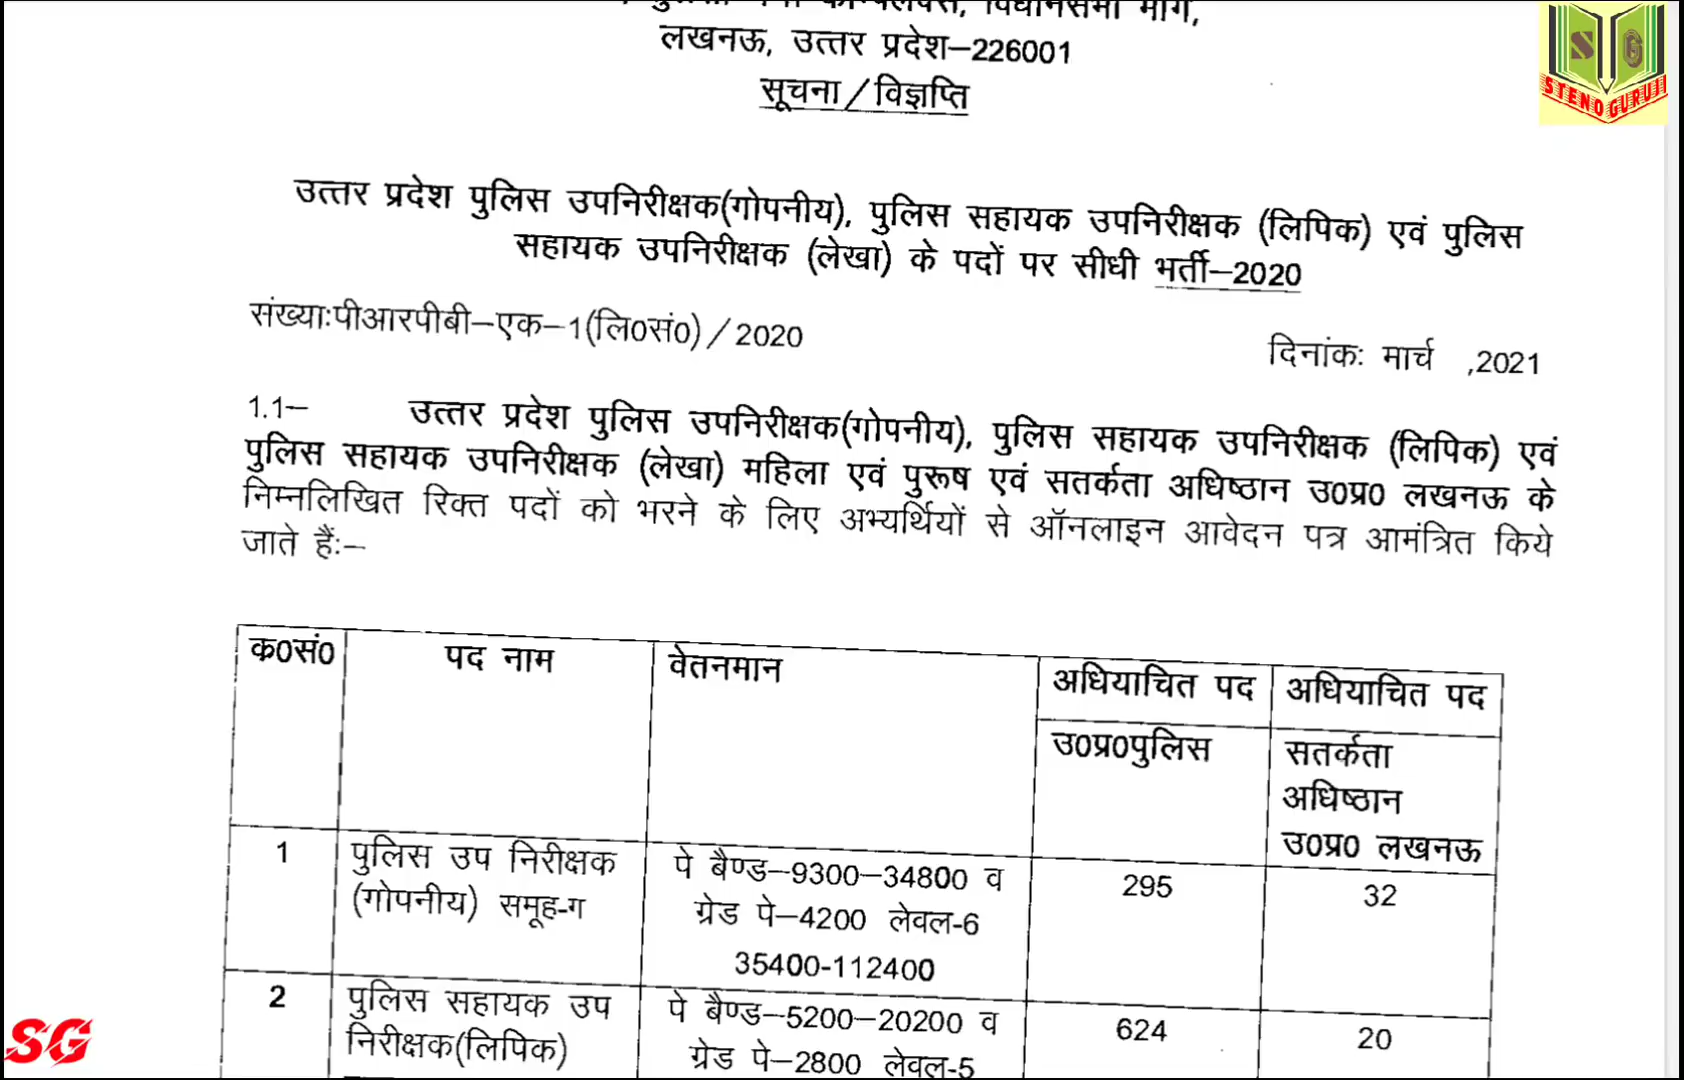 विधानसभा मार्ग,
लखनऊ, उत्तर प्रदेश–226001
सूचना/विज्ञप्ति
उत्तर प्रदेश पुलिस उपनिरीक्षक(गोपनीय), पुलिस सहायक उपनिरीक्षक (लिपिक) एवं पुलिस
सहायक उपनिरीक्षक (लेखा) के पदों पर सीधी भर्ती–2020
संख्या:पीआरपीबी–एक–1(लि0सं0)/2020
दिनांक: मार्च ,2021
1.1– उत्तर प्रदेश पुलिस उपनिरीक्षक(गोपनीय), पुलिस सहायक उपनिरीक्षक (लिपिक) एवं
पुलिस सहायक उपनिरीक्षक (लेखा) महिला एवं पुरूष एवं सतर्कता अधिष्ठान उ0प्र0 लखनऊ के
निम्नलिखित रिक्त पदों को भरने के लिए अभ्यर्थियों से ऑनलाइन आवेदन पत्र आमंत्रित किये
जाते हैं:–
क0सं0 पद नाम वेतनमान अधियाचित पद अधियाचित पद
उ0प्र0पुलिस सतर्कता
अधिष्ठान
उ0प्र0 लखनऊ
1 पुलिस उप निरीक्षक पे बैण्ड–9300–34800 व 295 32
(गोपनीय) समूह-ग ग्रेड पे–4200 लेवल-6
35400-112400
2 पुलिस सहायक उप पे बैण्ड–5200–20200 व 624 20
निरीक्षक(लिपिक) ग्रेड पे–2800 लेवल-5
SG
STENO GURUJI
SG